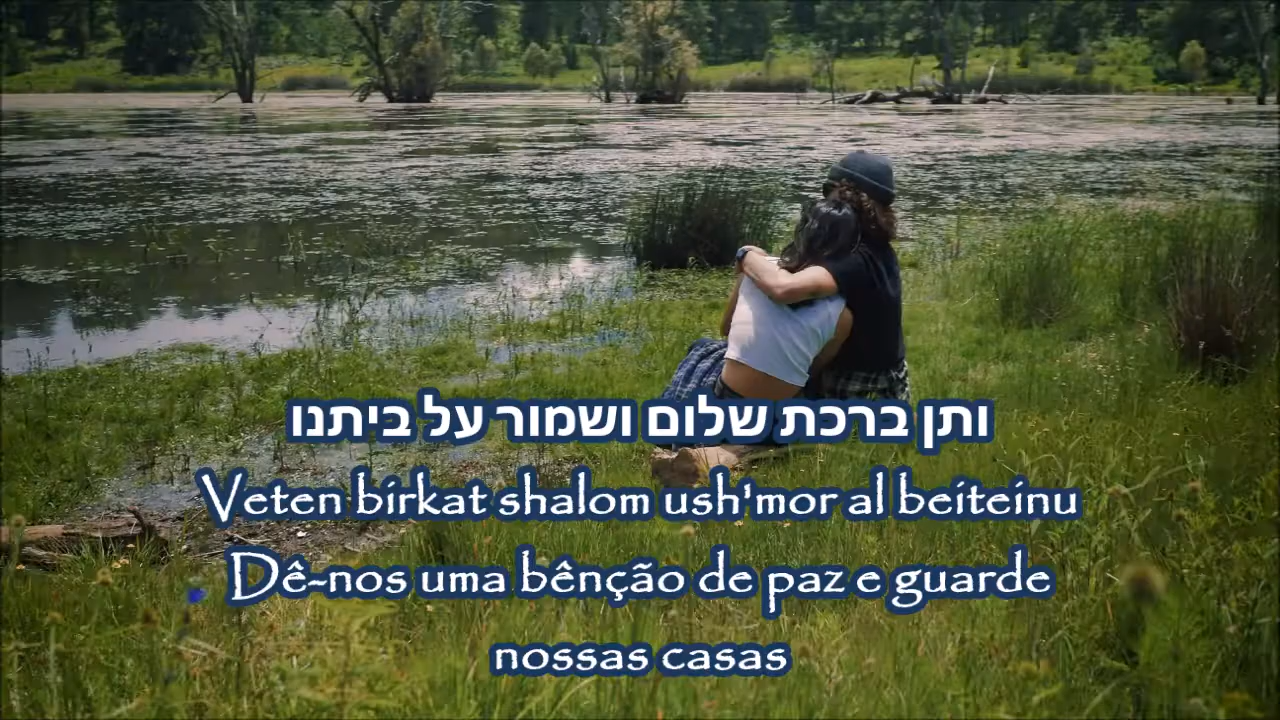 ותן ברכת שלום ושמור על ביתנו
Veten birkat shalom ush'mor al beiteinu
Dê-nos uma bênção de paz e guarde
nossas casas